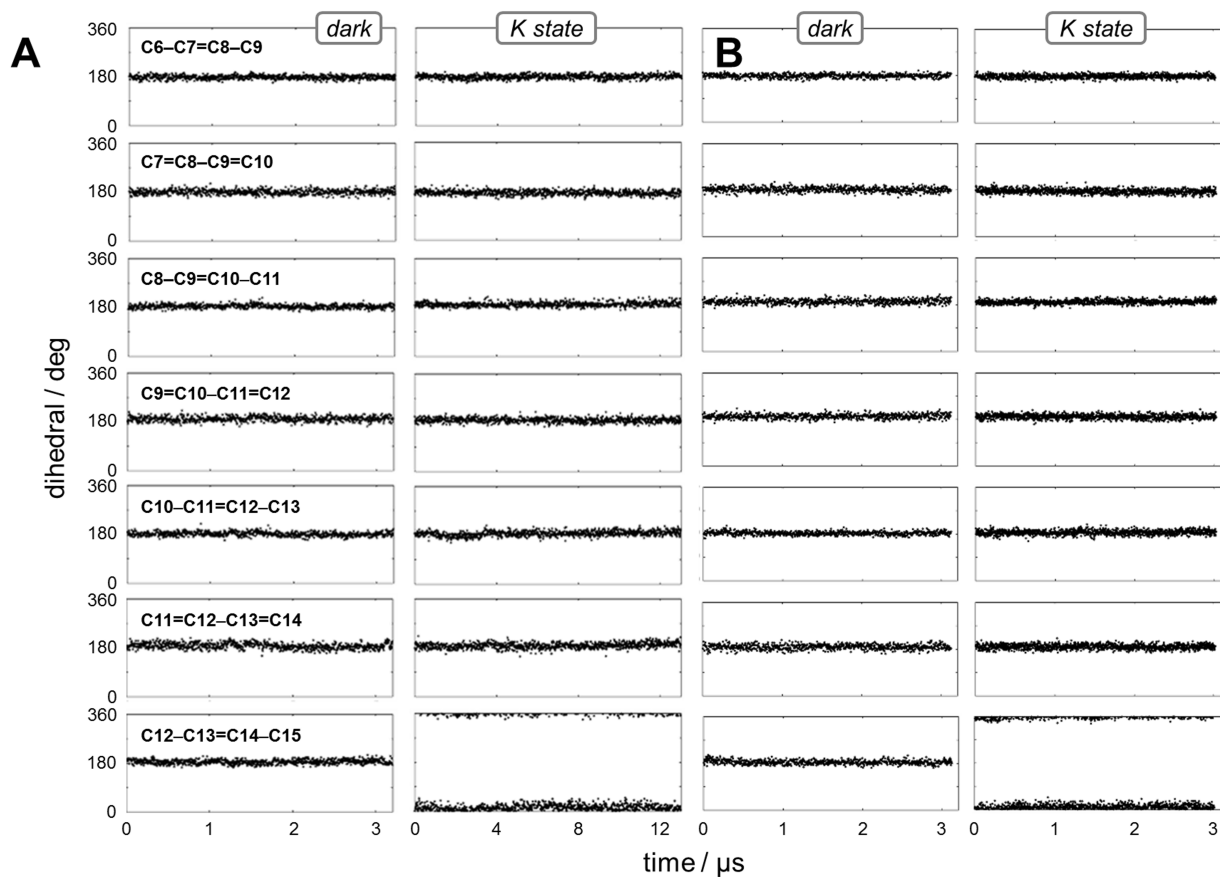 A
dark
K state
B
dark
K state
360
180
0
C6–C7=C8–C9
360
180
0
C7=C8–C9=C10
360
180
0
C8–C9=C10–C11
360
180
0
C9=C10–C11=C12
360
180
0
C10–C11=C12–C13
360
180
0
C11=C12–C13=C14
360
180
0
C12–C13=C14–C15
dihedral / deg
0 1 2 3
0 4 8 12
0 1 2 3
0 1 2 3
time / μs